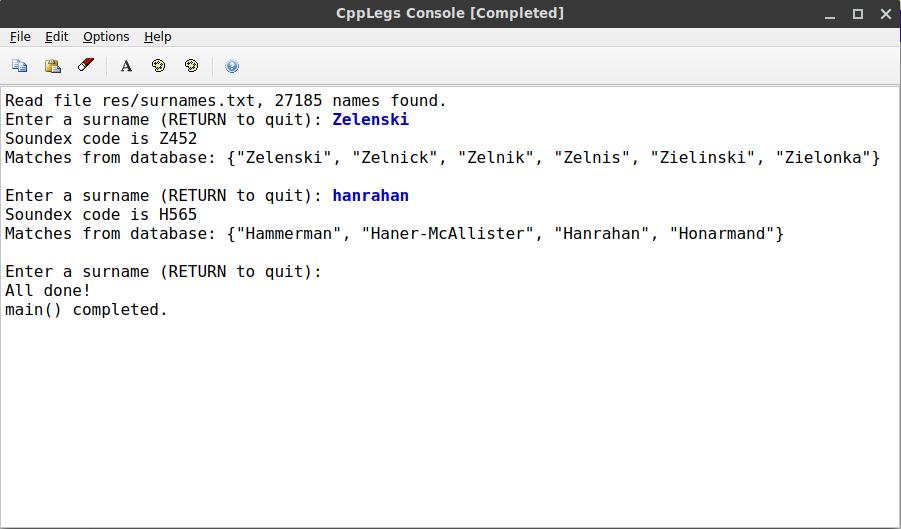 CppLegs Console [Completed]
File Edit Options Help
A
?
Read file res/surnames.txt, 27185 names found.
Enter a surname (RETURN to quit): Zelenski
Soundex code is Z452
Matches from database: {"Zelenski", "Zelnick", "Zelnik", "Zelnis", "Zielinski", "Zielonka"}
Enter a surname (RETURN to quit): hanrahan
Soundex code is H565
Matches from database: {"Hammerman", "Haner-McAllister", "Hanrahan", "Honarmand"}
Enter a surname (RETURN to quit):
All done!
main() completed.